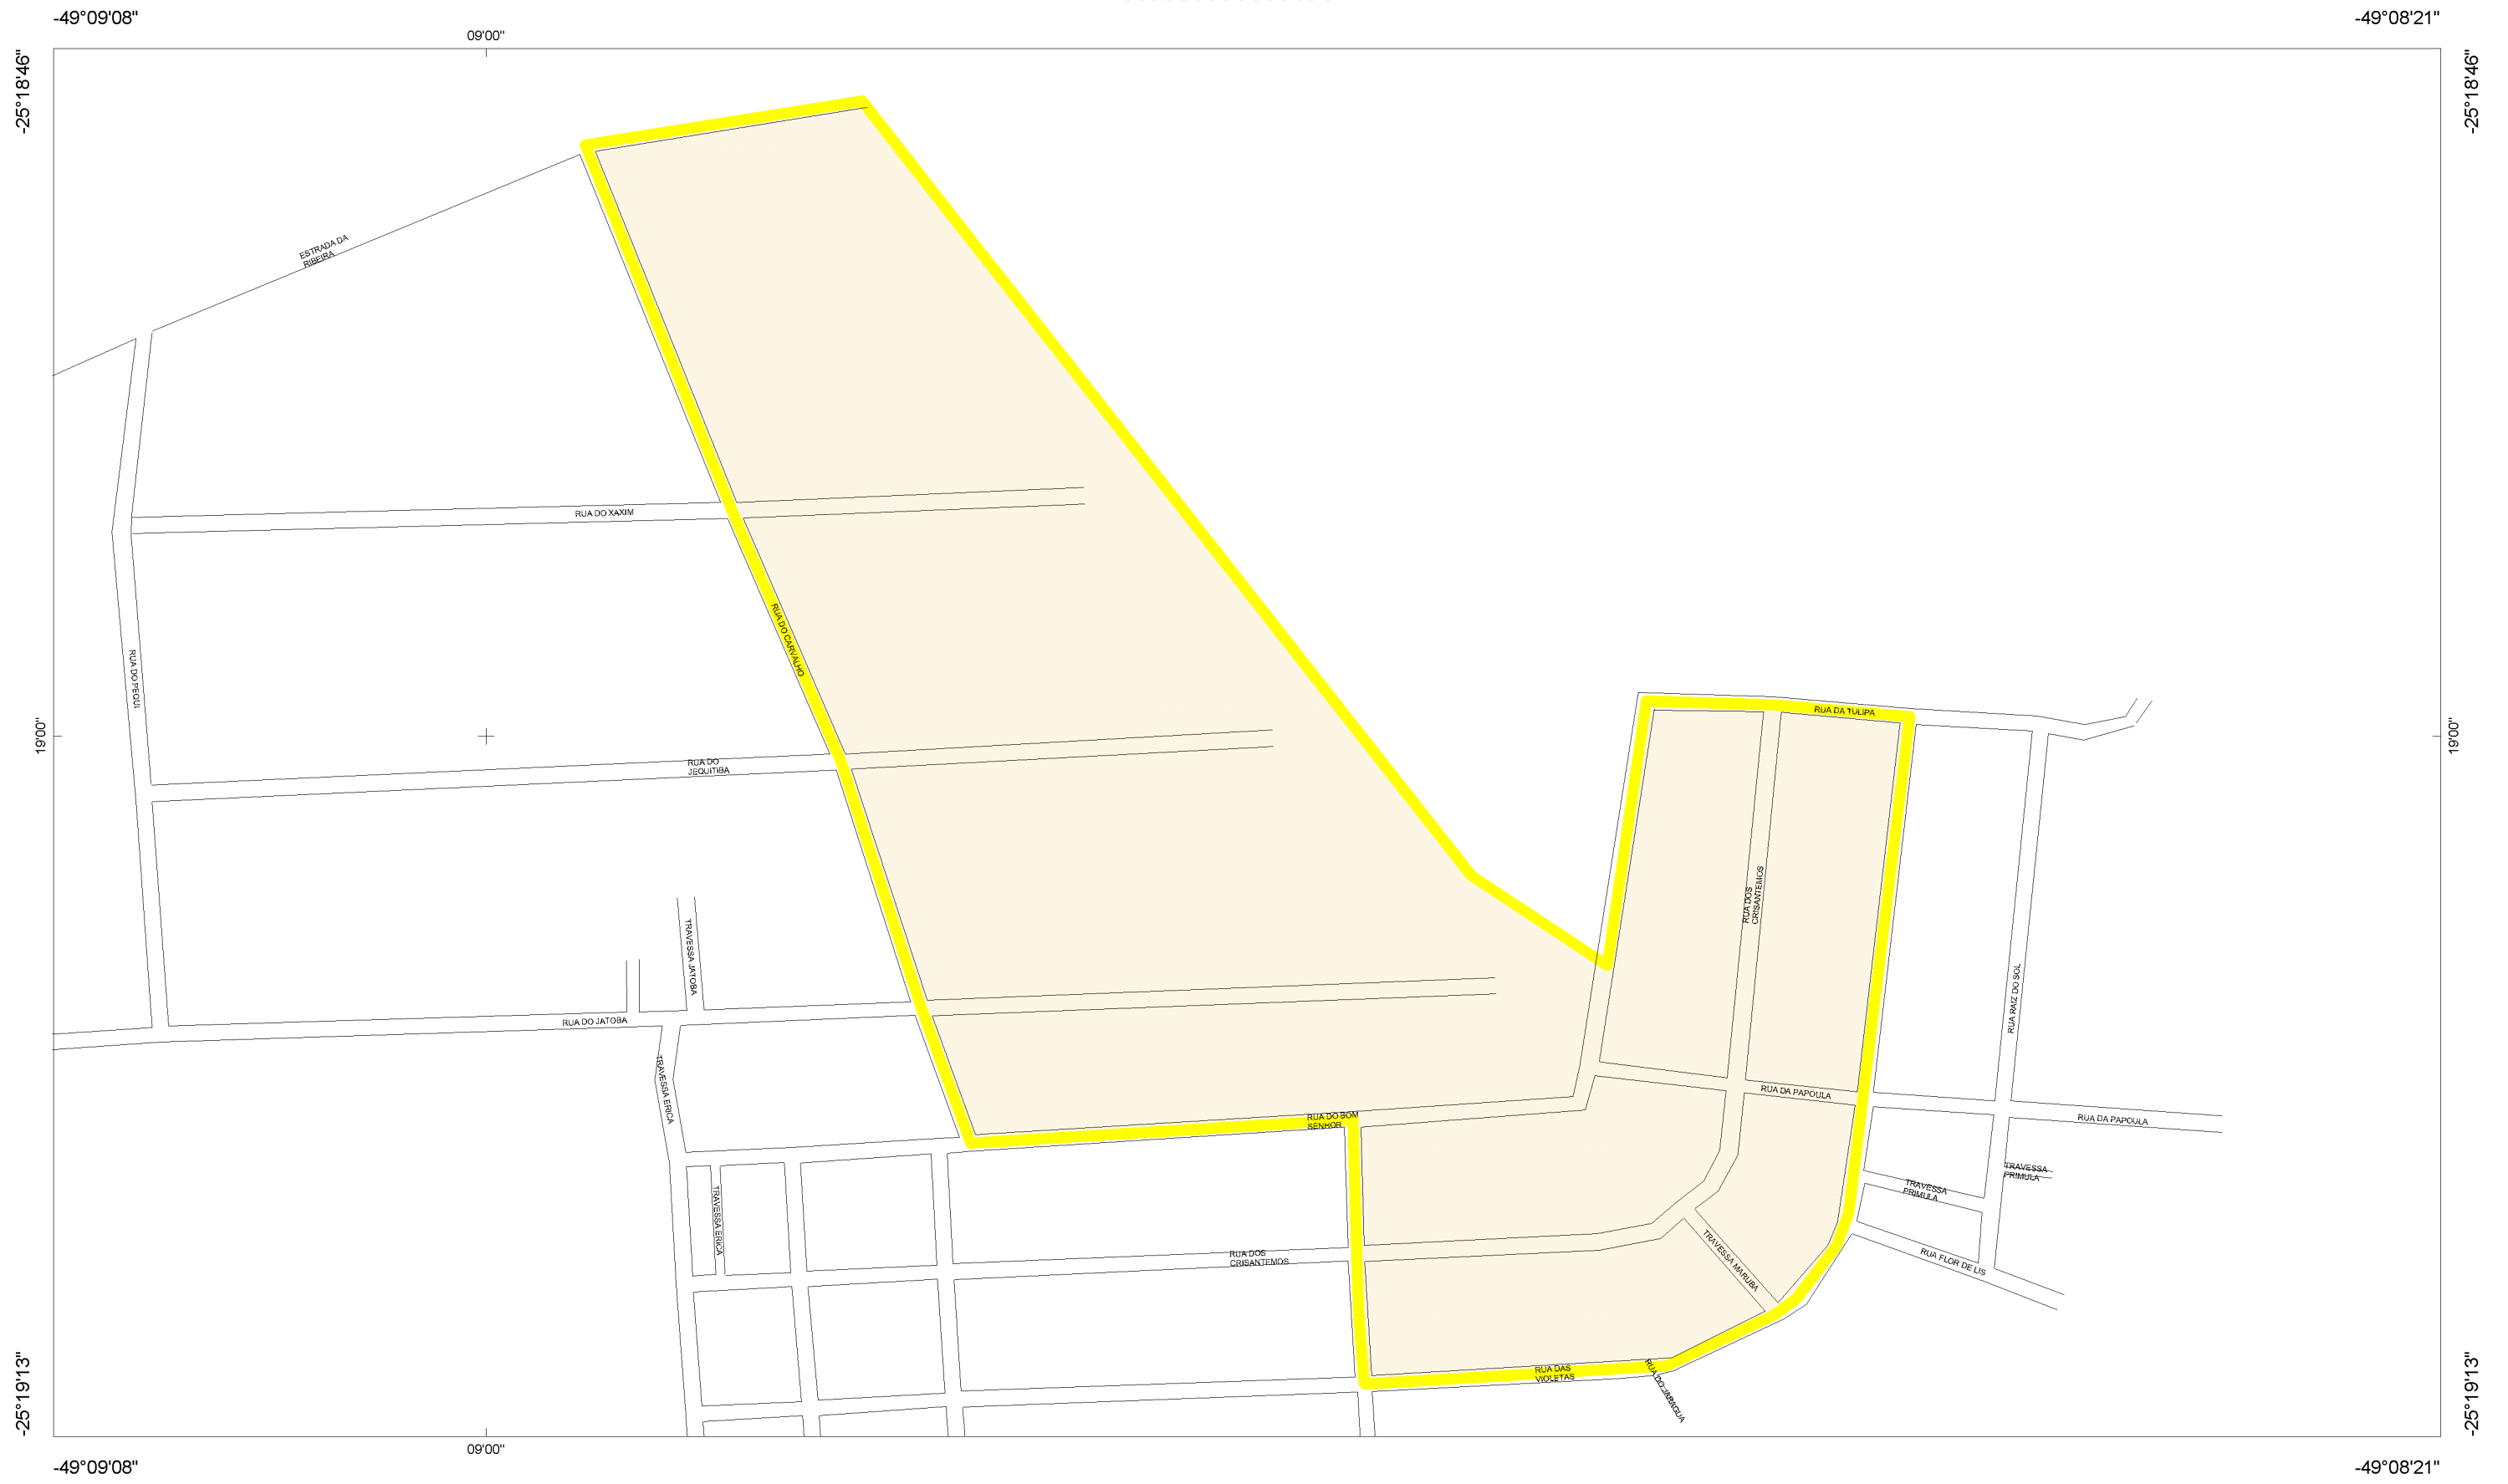 -49°09'08"
-49°08'21"
09'00"
-25°18'46"
-25°18'46"
ESTRADA DA
RIBEIRA
RUA DO XAXIM
RUA DO CARVALHO
RUA DO PEQUI
RUA DA TULIPA
19'00"
19'00"
RUA DO
JEQUITIBA
RUA DOS
CRISANTEMOS
TRAVESSA JATOBA
RUA RAIZ DO SOL
RUA DO JATOBA
TRAVESSA ERICA
RUA DA PAPOULA
RUA DO BOM
SENHOR
RUA DA PAPOULA
TRAVESSA
PRIMULA
TRAVESSA
PRIMULA
TRAVESSA ERICA
RUA DOS
CRISANTEMOS
TRAVESSA MARUBA
RUA FLOR DE LIS
RUA DAS
VIOLETAS
RUA DO JARAGUA
-25°19'13"
-25°19'13"
09'00"
-49°09'08"
-49°08'21"